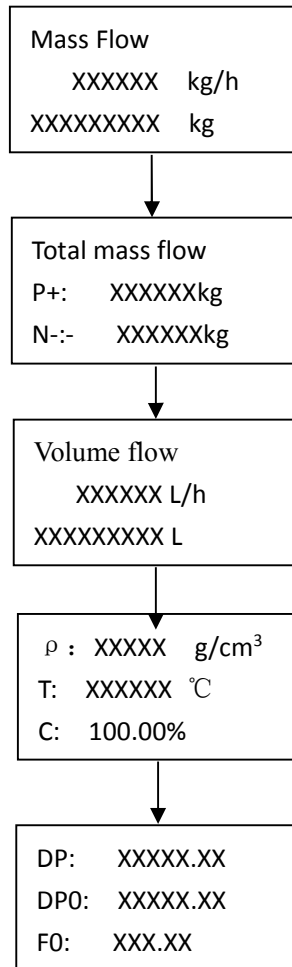 Mass Flow
XXXXXX kg/h
XXXXXXXXX kg
Total mass flow
P+: XXXXXXkg
N-:- XXXXXXkg
Volume flow
XXXXXX L/h
XXXXXXXXX L
ρ： XXXXX g/cm³
T: XXXXXX ℃
C: 100.00%
DP: XXXXX.XX
DP0: XXXXX.XX
F0: XXX.XX